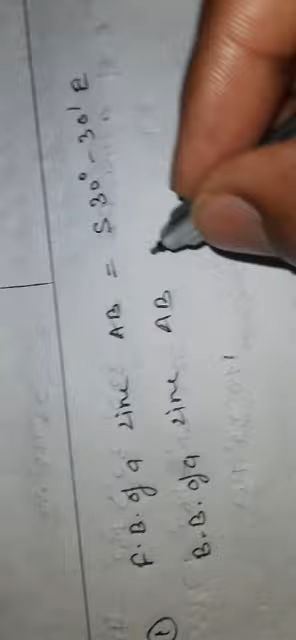 ① F.B. of a Line AB = S 30° - 30' E
B.B. of a Line AB